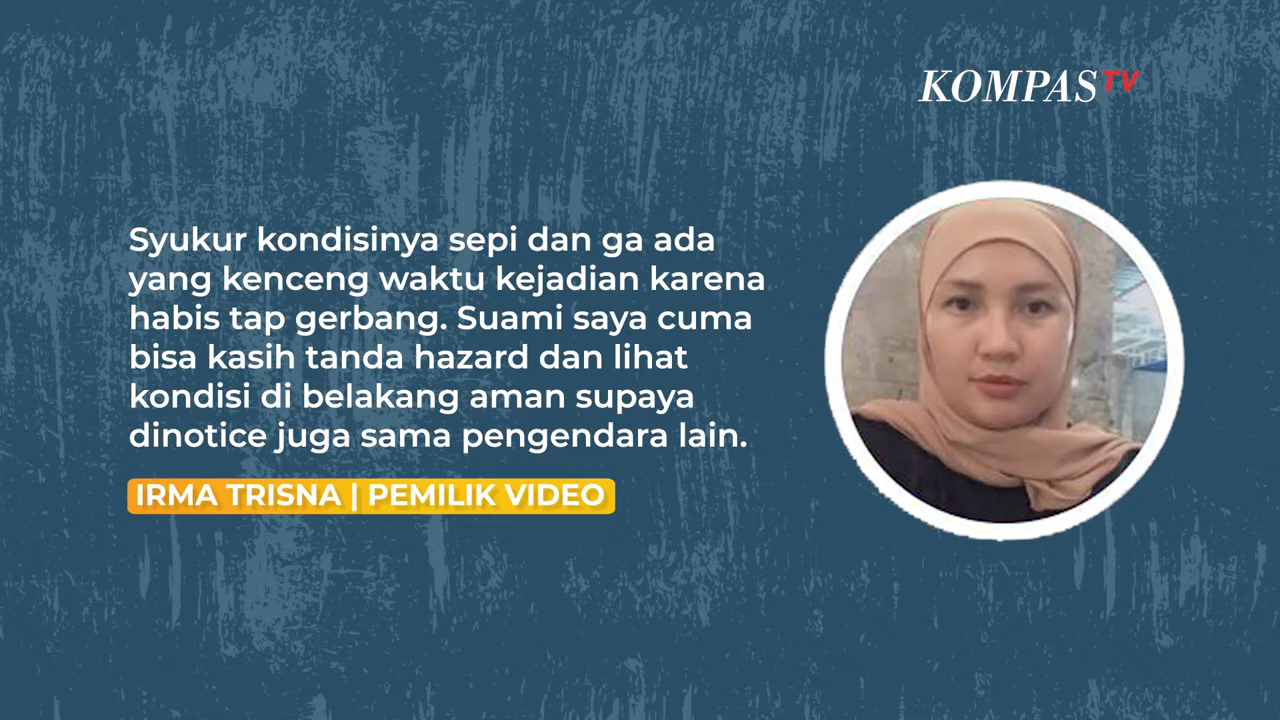 KOMPASTV
Syukur kondisinya sepi dan ga ada
yang kenceng waktu kejadian karena
habis tap gerbang. Suami saya cuma
bisa kasih tanda hazard dan lihat
kondisi di belakang aman supaya
dinotice juga sama pengendara lain.
IRMA TRISNA | PEMILIK VIDEO